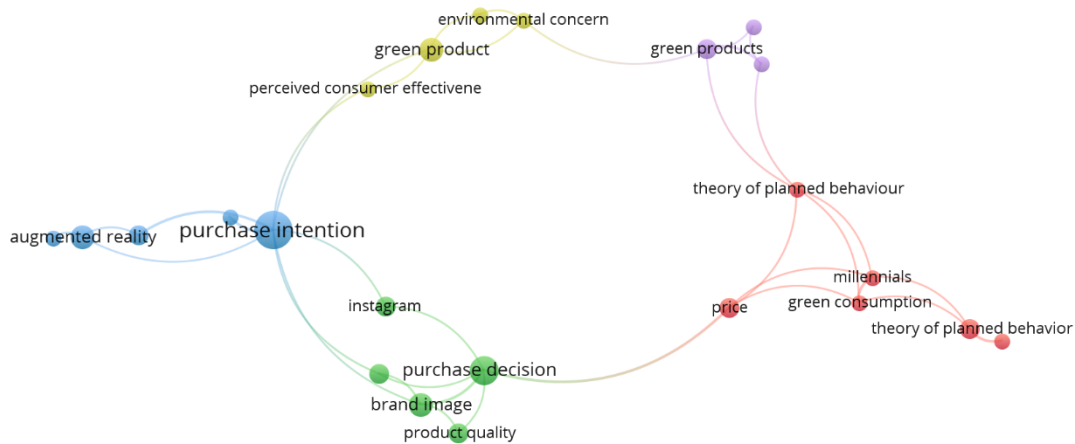 environmental concern
green product
green products
perceived consumer effectivene
theory of planned behaviour
purchase intention
augmented reality
millennials
instagram
price
green consumption
theory of planned behavior
purchase decision
brand image
product quality